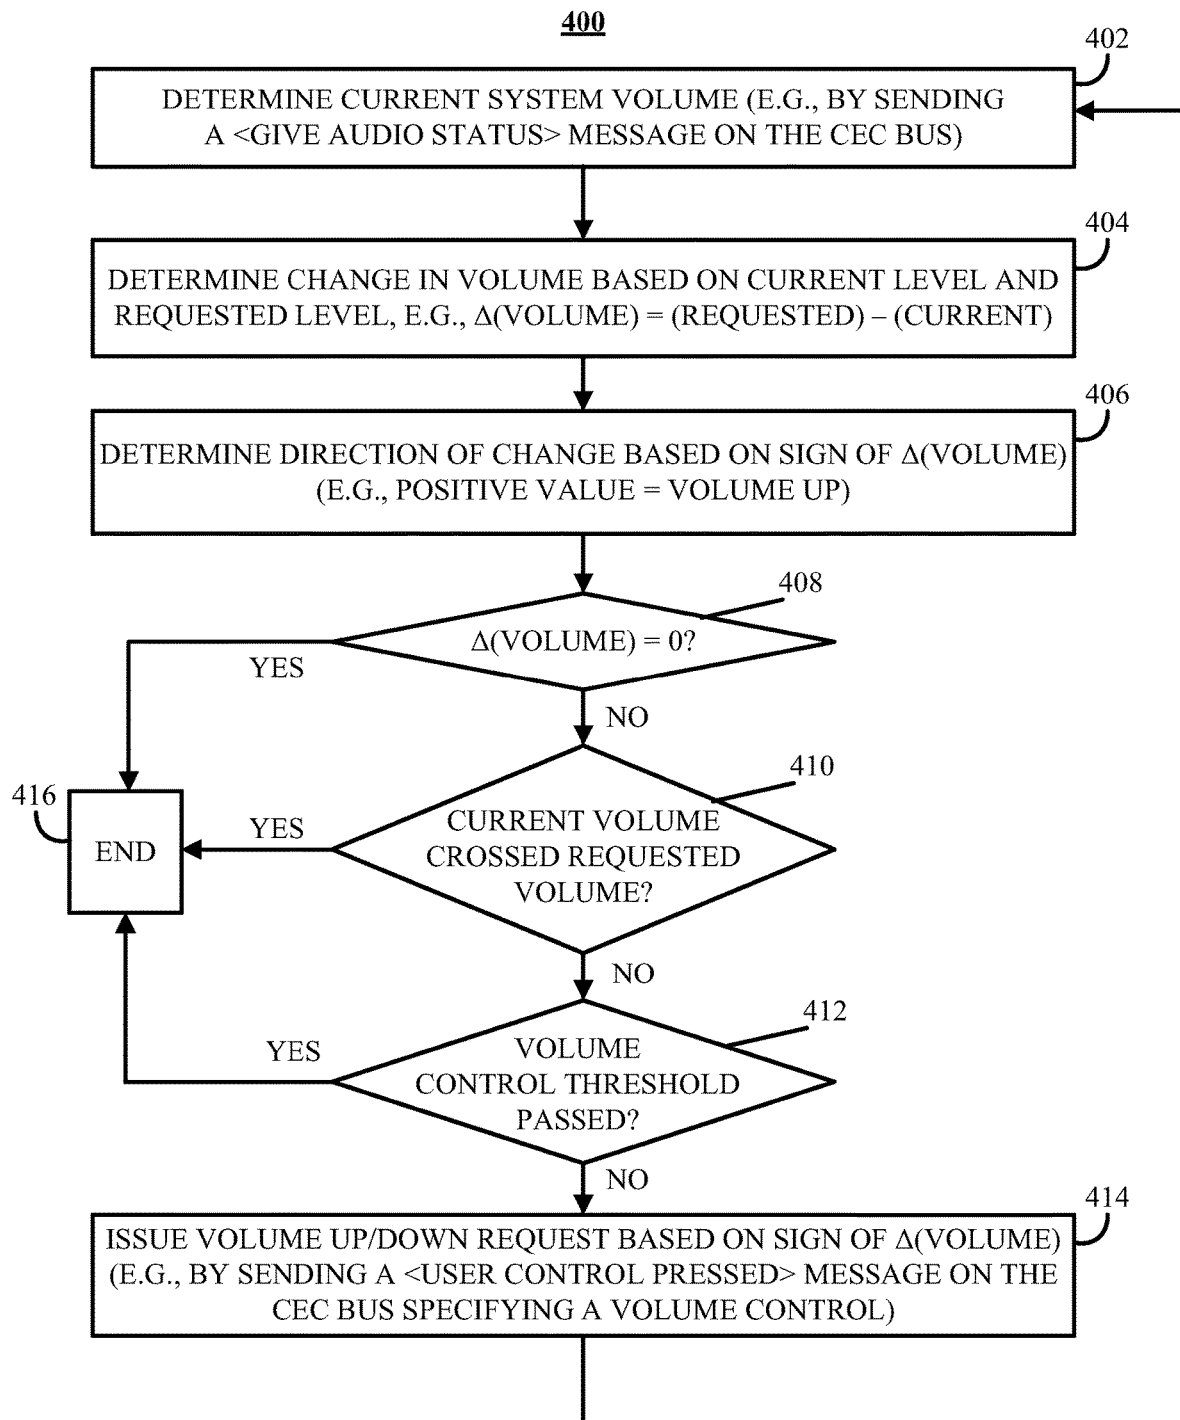 400
402
DETERMINE CURRENT SYSTEM VOLUME (E.G., BY SENDING
A <GIVE AUDIO STATUS> MESSAGE ON THE CEC BUS)
404
DETERMINE CHANGE IN VOLUME BASED ON CURRENT LEVEL AND
REQUESTED LEVEL, E.G., Δ(VOLUME) = (REQUESTED) – (CURRENT)
406
DETERMINE DIRECTION OF CHANGE BASED ON SIGN OF Δ(VOLUME)
(E.G., POSITIVE VALUE = VOLUME UP)
408
Δ(VOLUME) = 0?
YES
NO
410
416
CURRENT VOLUME
CROSSED REQUESTED
VOLUME?
YES
END
NO
412
VOLUME
CONTROL THRESHOLD
PASSED?
YES
NO
414
ISSUE VOLUME UP/DOWN REQUEST BASED ON SIGN OF Δ(VOLUME)
(E.G., BY SENDING A <USER CONTROL PRESSED> MESSAGE ON THE
CEC BUS SPECIFYING A VOLUME CONTROL)